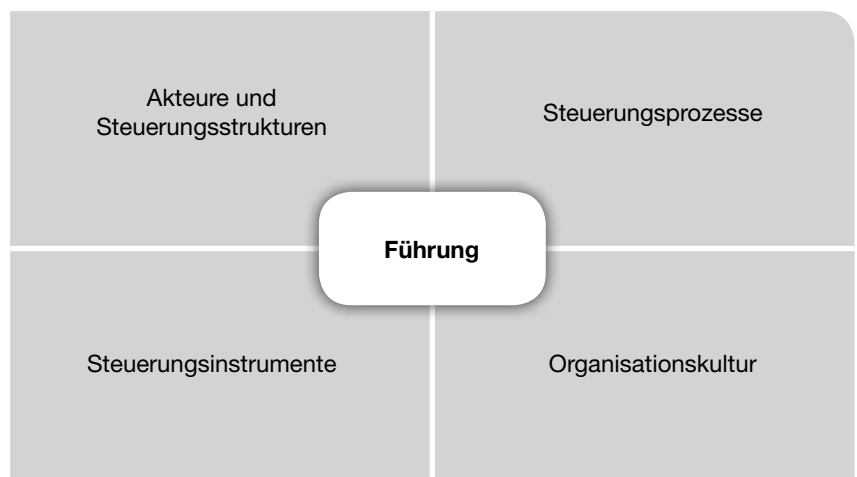 Akteure und
Steuerungsstrukturen
Steuerungsprozesse
Führung
Steuerungsinstrumente
Organisationskultur